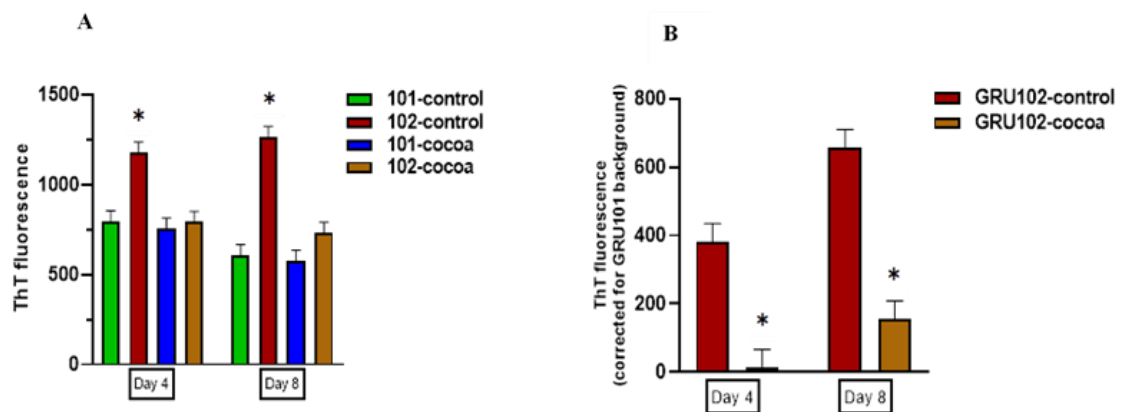 A
ThT fluorescence
1500
1000
500
0
*
*
Day 4
Day 8
101-control
102-control
101-cocoa
102-cocoa
B
ThT fluorescence
(corrected for GRU101 background)
800
600
400
200
0
*
*
Day 4
Day 8
GRU102-control
GRU102-cocoa